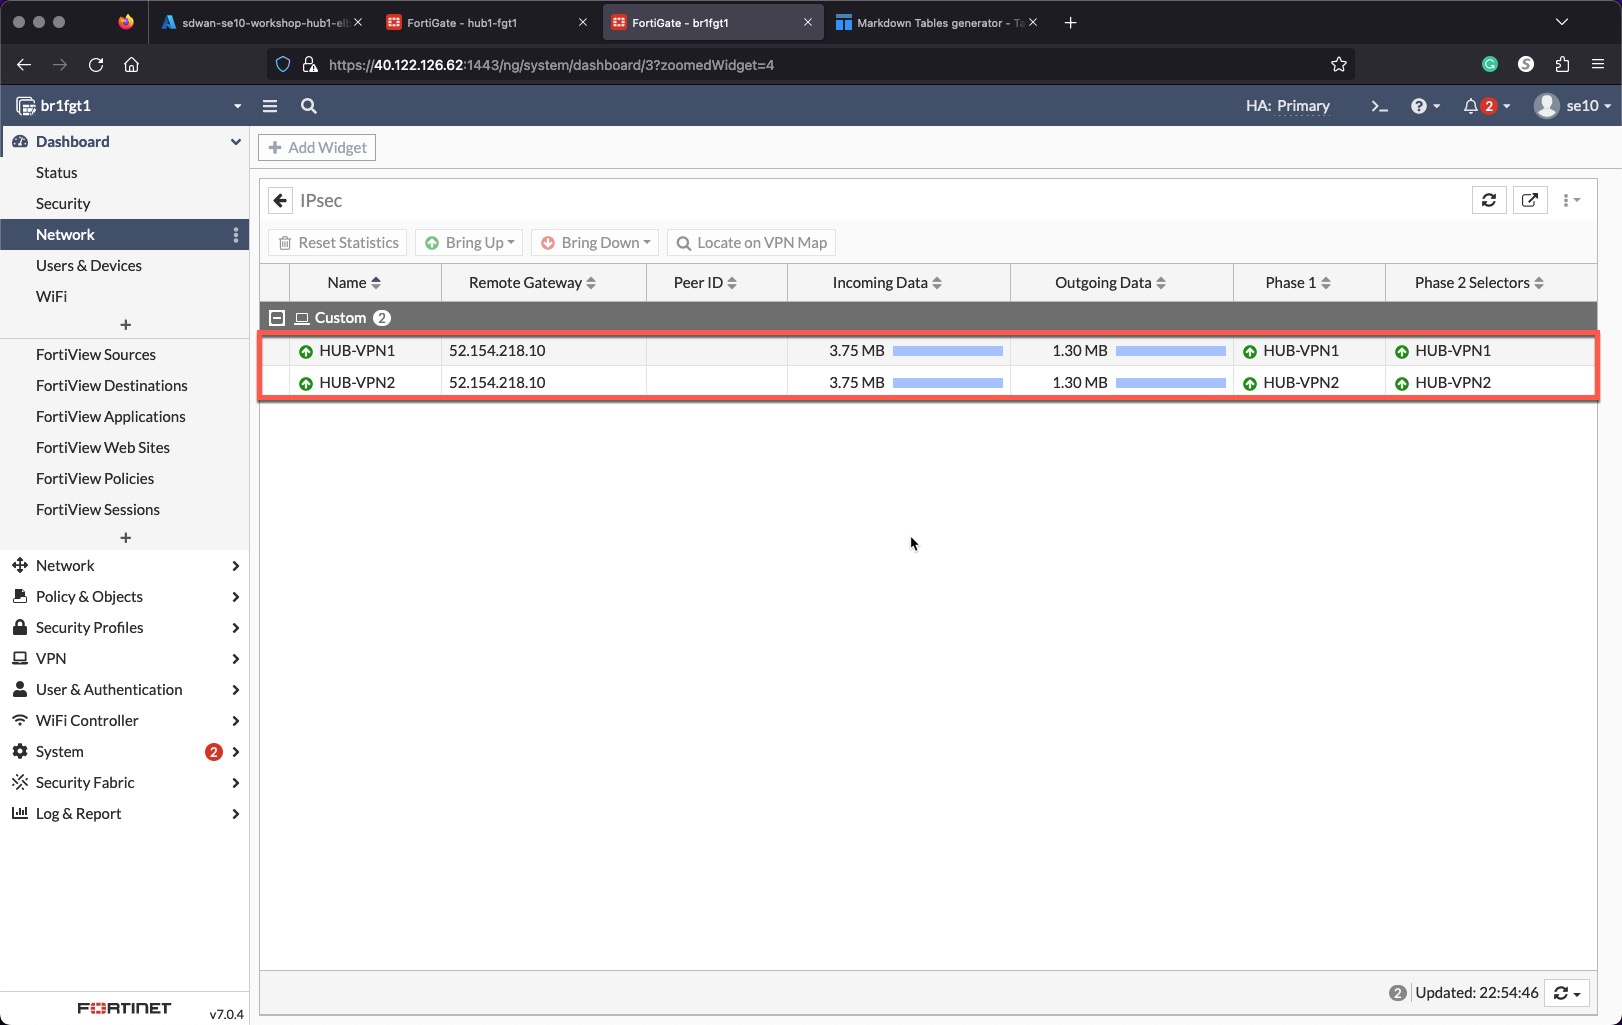 sdwan-se10-workshop-hub1-elb
FortiGate - hub1-fgt1
FortiGate - br1fgt1
Markdown Tables generator - Ta
https://40.122.126.62:1443/ng/system/dashboard/3?zoomedWidget=4
br1fgt1
HA: Primary
2
se10
Dashboard
Status
Security
Network
Users & Devices
WiFi
+
FortiView Sources
FortiView Destinations
FortiView Applications
FortiView Web Sites
FortiView Policies
FortiView Sessions
+
Network
Policy & Objects
Security Profiles
VPN
User & Authentication
WiFi Controller
System 2
Security Fabric
Log & Report
FORTINET v7.0.4
+ Add Widget
IPsec
Reset Statistics Bring Up Bring Down Locate on VPN Map
Name Remote Gateway Peer ID Incoming Data Outgoing Data Phase 1 Phase 2 Selectors
Custom 2
HUB-VPN1 52.154.218.10 3.75 MB 1.30 MB HUB-VPN1 HUB-VPN1
HUB-VPN2 52.154.218.10 3.75 MB 1.30 MB HUB-VPN2 HUB-VPN2
2 Updated: 22:54:46